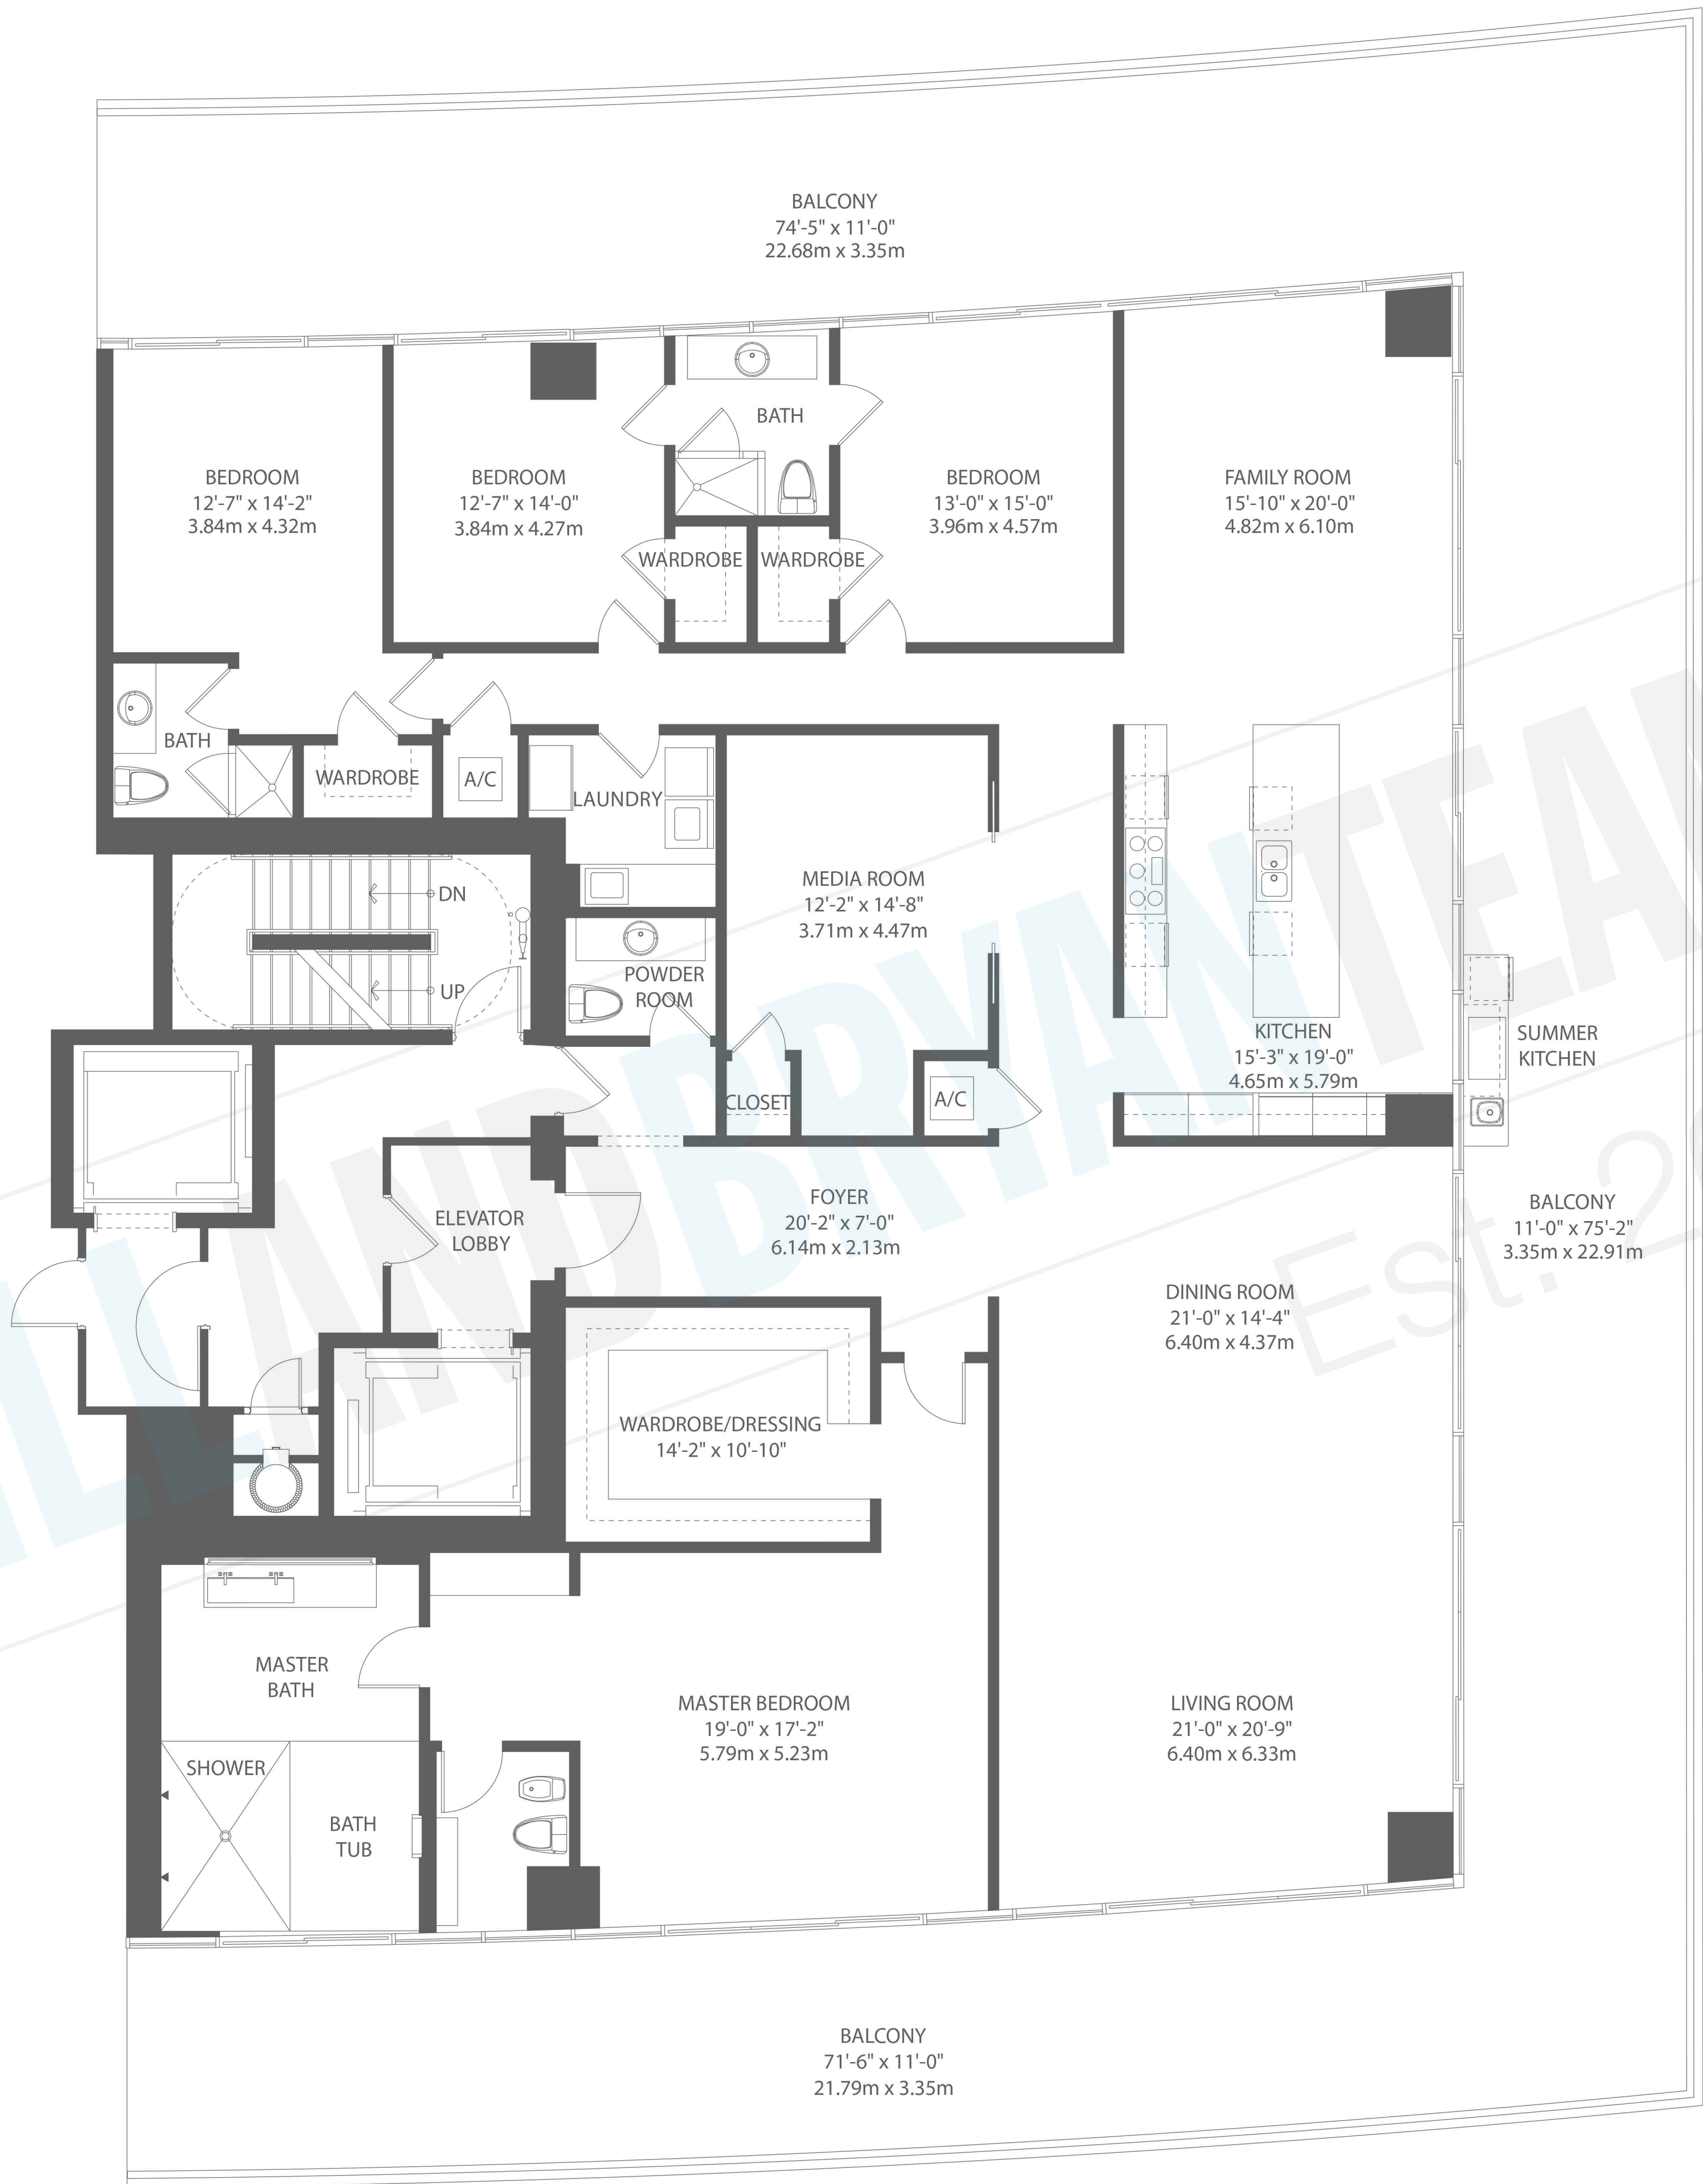 BALCONY
74'-5" x 11'-0"
22.68m x 3.35m
BATH
BEDROOM
12'-7" x 14'-2"
3.84m x 4.32m
BEDROOM
12'-7" x 14'-0"
3.84m x 4.27m
BEDROOM
13'-0" x 15'-0"
3.96m x 4.57m
FAMILY ROOM
15'-10" x 20'-0"
4.82m x 6.10m
WARDROBE
WARDROBE
BATH
WARDROBE
A/C
LAUNDRY
MEDIA ROOM
12'-2" x 14'-8"
3.71m x 4.47m
DN
UP
POWDER
ROOM
KITCHEN
15'-3" x 19'-0"
4.65m x 5.79m
SUMMER
KITCHEN
CLOSET
A/C
ELEVATOR
LOBBY
FOYER
20'-2" x 7'-0"
6.14m x 2.13m
BALCONY
11'-0" x 75'-2"
3.35m x 22.91m
DINING ROOM
21'-0" x 14'-4"
6.40m x 4.37m
WARDROBE/DRESSING
14'-2" x 10'-10"
MASTER
BATH
MASTER BEDROOM
19'-0" x 17'-2"
5.79m x 5.23m
LIVING ROOM
21'-0" x 20'-9"
6.40m x 6.33m
SHOWER
BATH
TUB
BALCONY
71'-6" x 11'-0"
21.79m x 3.35m
ILLANDBRYANTEAM
Est. 20